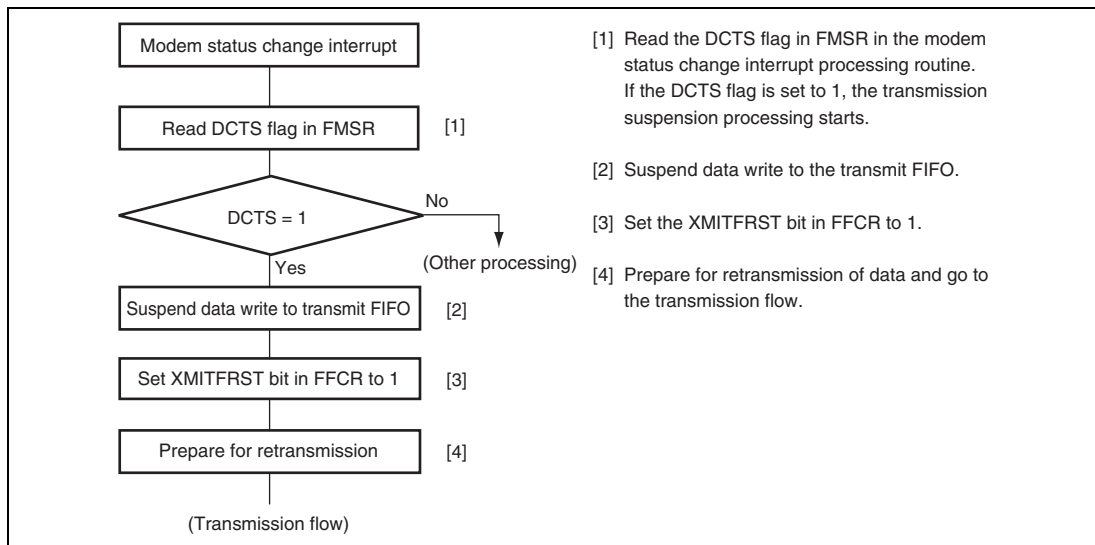 Modem status change interrupt
Read DCTS flag in FMSR
[1]
DCTS = 1
No
(Other processing)
Yes
Suspend data write to transmit FIFO
[2]
Set XMITFRST bit in FFCR to 1
[3]
Prepare for retransmission
[4]
(Transmission flow)
[1] Read the DCTS flag in FMSR in the modem
status change interrupt processing routine.
If the DCTS flag is set to 1, the transmission
suspension processing starts.
[2] Suspend data write to the transmit FIFO.
[3] Set the XMITFRST bit in FFCR to 1.
[4] Prepare for retransmission of data and go to
the transmission flow.